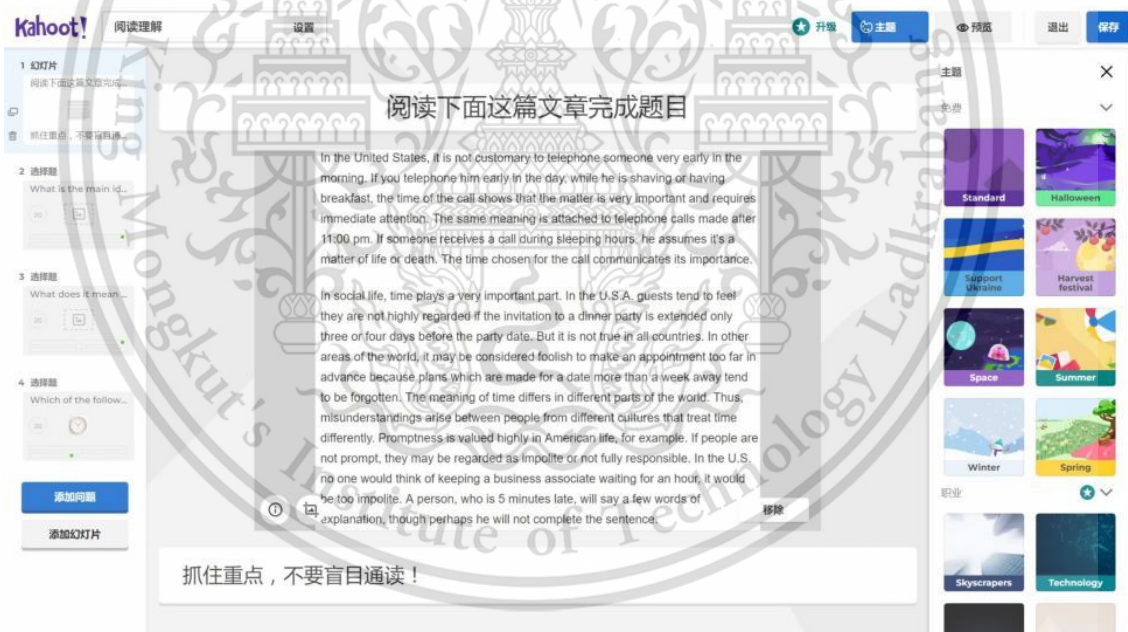 Kahoot!
阅读理解
设置
升级
主题
预览
退出
保存
1 幻灯片
阅读下面这篇文章完成...
抓住重点，不要盲目通...
2 选择题
What is the main id...
20
3 选择题
What does it mean ...
20
4 选择题
Which of the follow...
20
添加问题
添加幻灯片
阅读下面这篇文章完成题目
In the United States, it is not customary to telephone someone very early in the
morning. If you telephone him early in the day, while he is shaving or having
breakfast, the time of the call shows that the matter is very important and requires
immediate attention. The same meaning is attached to telephone calls made after
11:00 pm. If someone receives a call during sleeping hours, he assumes it's a
matter of life or death. The time chosen for the call communicates its importance.
In social life, time plays a very important part. In the U.S.A. guests tend to feel
they are not highly regarded if the invitation to a dinner party is extended only
three or four days before the party date. But it is not true in all countries. In other
areas of the world, it may be considered foolish to make an appointment too far in
advance because plans which are made for a date more than a week away tend
to be forgotten. The meaning of time differs in different parts of the world. Thus,
misunderstandings arise between people from different cultures that treat time
differently. Promptness is valued highly in American life, for example. If people are
not prompt, they may be regarded as impolite or not fully responsible. In the U.S.
no one would think of keeping a business associate waiting for an hour, it would
be too impolite. A person, who is 5 minutes late, will say a few words of
explanation, though perhaps he will not complete the sentence.
移除
抓住重点，不要盲目通读！
主题
免费
Standard
Halloween
Support
Ukraine
Harvest
festival
Space
Summer
Winter
Spring
职业
Skyscrapers
Technology
King Mongkut's Institute of Technology Ladkrabang